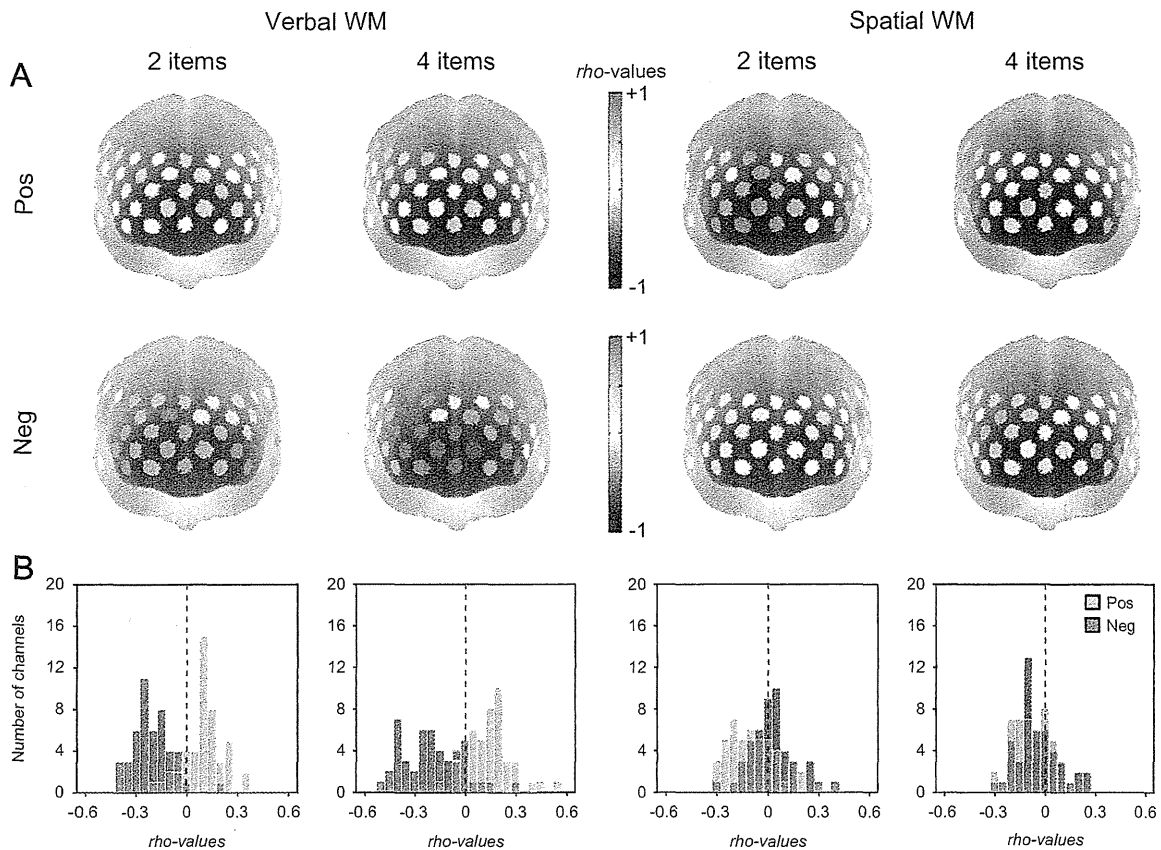 Verbal WM Spatial WM
2 items 4 items rho-values 2 items 4 items
A
+1
Pos
-1
+1
Neg
-1
B
20 20 20 20
16 16 16 16
12 12 12 12
8 8 8 8
4 4 4 4
0 0 0 0
Number of channels
Pos
Neg
-0.6 -0.3 0 0.3 0.6 -0.6 -0.3 0 0.3 0.6 -0.6 -0.3 0 0.3 0.6 -0.6 -0.3 0 0.3 0.6
rho-values rho-values rho-values rho-values